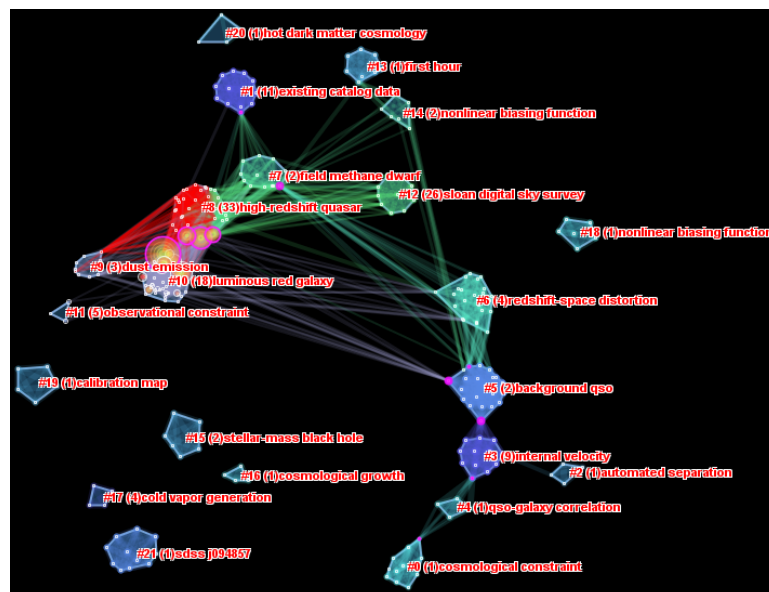 #20 (1)hot dark matter cosmology
#13 (1)first hour
#1 (11)existing catalog data
#14 (2)nonlinear biasing function
#7 (2)field methane dwarf
#12 (26)sloan digital sky survey
#8 (33)high-redshift quasar
#18 (1)nonlinear biasing function
#9 (3)dust emission
#10 (18)luminous red galaxy
#6 (4)redshift-space distortion
#11 (5)observational constraint
#19 (1)calibration map
#5 (2)background qso
#15 (2)stellar-mass black hole
#3 (9)internal velocity
#2 (1)automated separation
#16 (1)cosmological growth
#17 (4)cold vapor generation
#4 (1)qso-galaxy correlation
#21 (1)sdss j094857
#0 (1)cosmological constraint